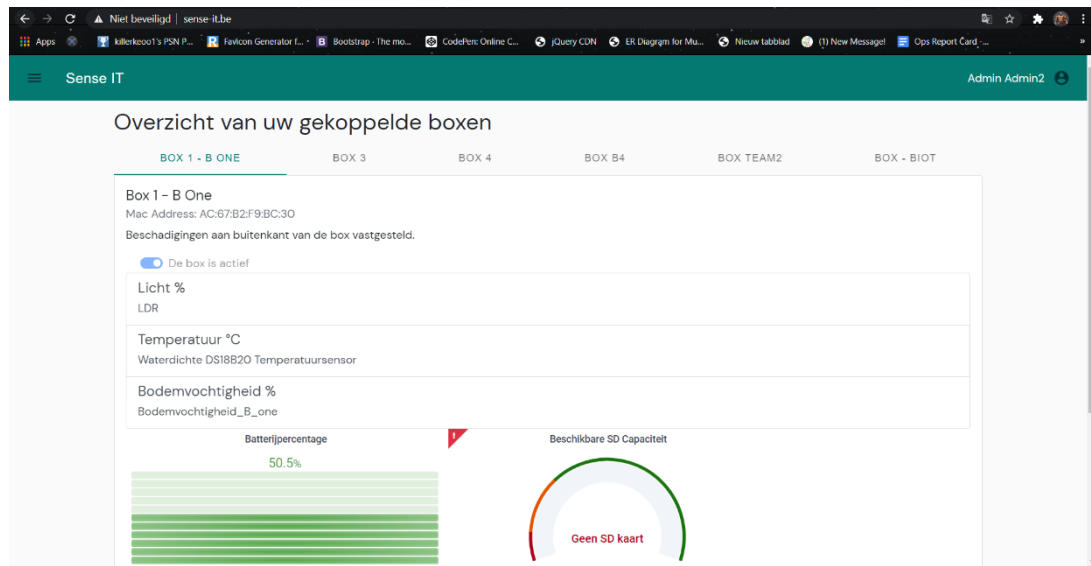 Niet beveiligd | sense-it.be
Apps killerkeoo1's PSN P... Favicon Generator f... Bootstrap · The mo... CodePen: Online C... jQuery CDN ER Diagram for Mu... Nieuw tabblad (1) New Message! Ops Report Card -... »
Sense IT Admin Admin2
Overzicht van uw gekoppelde boxen
BOX 1 - B ONE BOX 3 BOX 4 BOX B4 BOX TEAM2 BOX - BIOT
Box 1 - B One
Mac Address: AC:67:B2:F9:BC:30
Beschadigingen aan buitenkant van de box vastgesteld.
De box is actief
Licht %
LDR
Temperatuur °C
Waterdichte DS18B20 Temperatuursensor
Bodemvochtigheid %
Bodemvochtigheid_B_one
Batterijpercentage ! Beschikbare SD Capaciteit
50.5%
Geen SD kaart